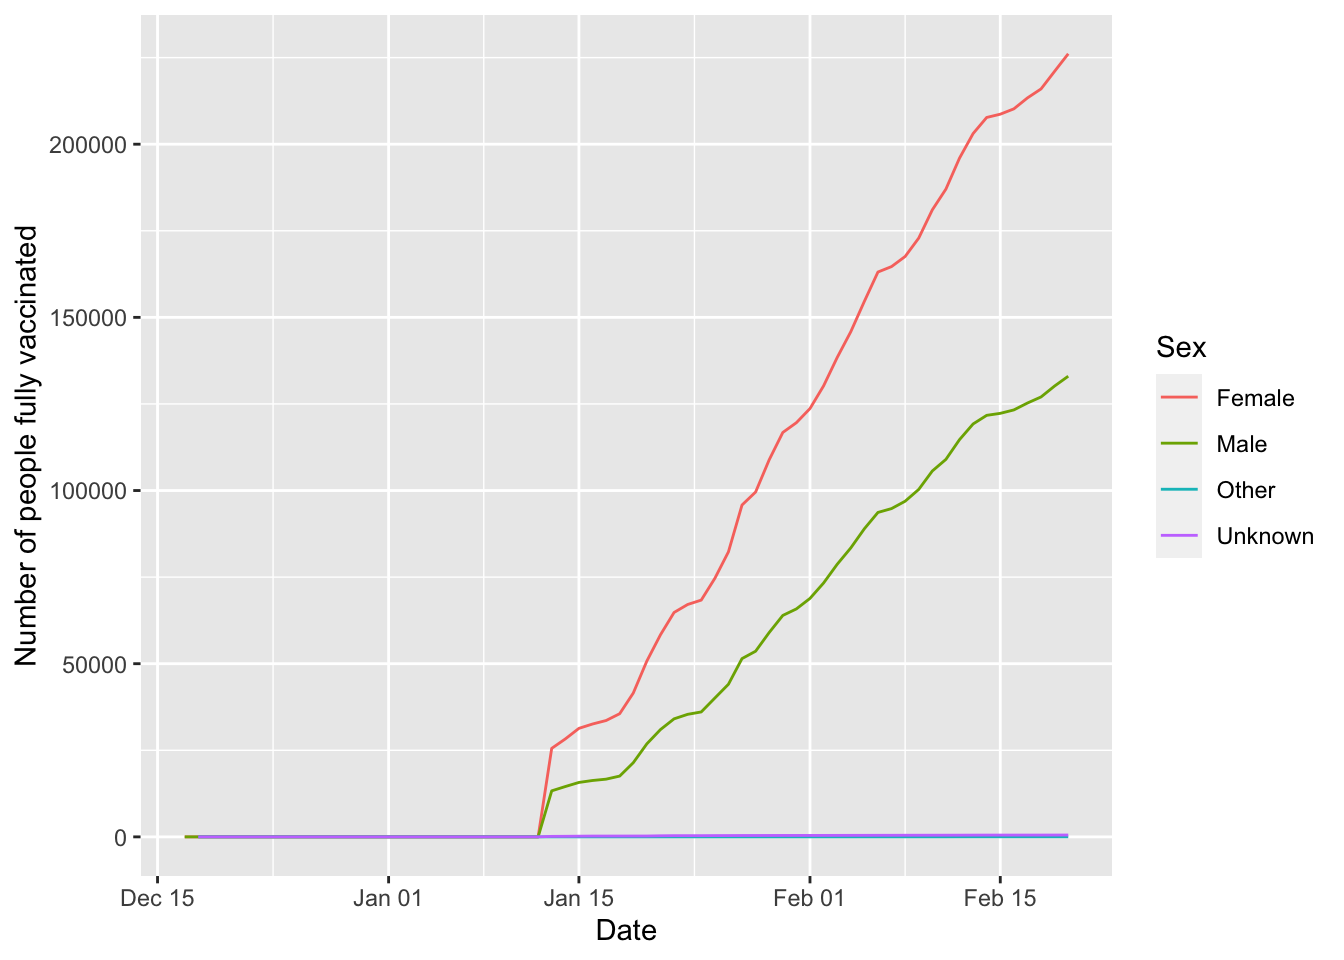 Number of people fully vaccinated
200000
150000
100000
50000
0
Dec 15
Jan 01
Jan 15
Feb 01
Feb 15
Date
Sex
Female
Male
Other
Unknown